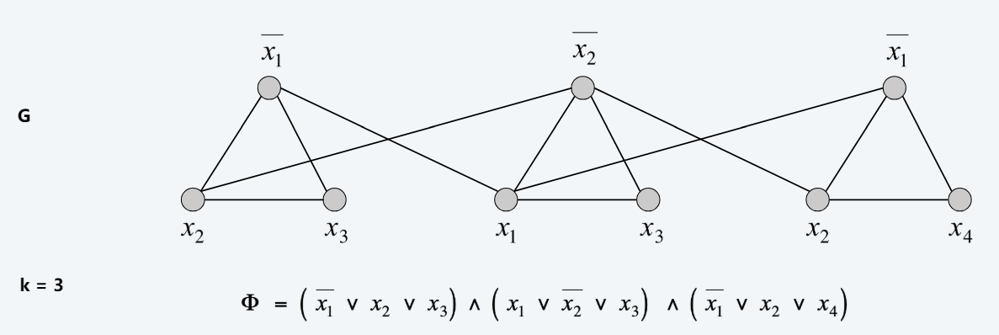 x̅₁ x̅₂ x̅₁
G
x₂ x₃ x₁ x₃ x₂ x₄
k = 3
Φ = ( x̅₁ ∨ x₂ ∨ x₃ ) ∧ ( x₁ ∨ x̅₂ ∨ x₃ ) ∧ ( x̅₁ ∨ x₂ ∨ x₄ )